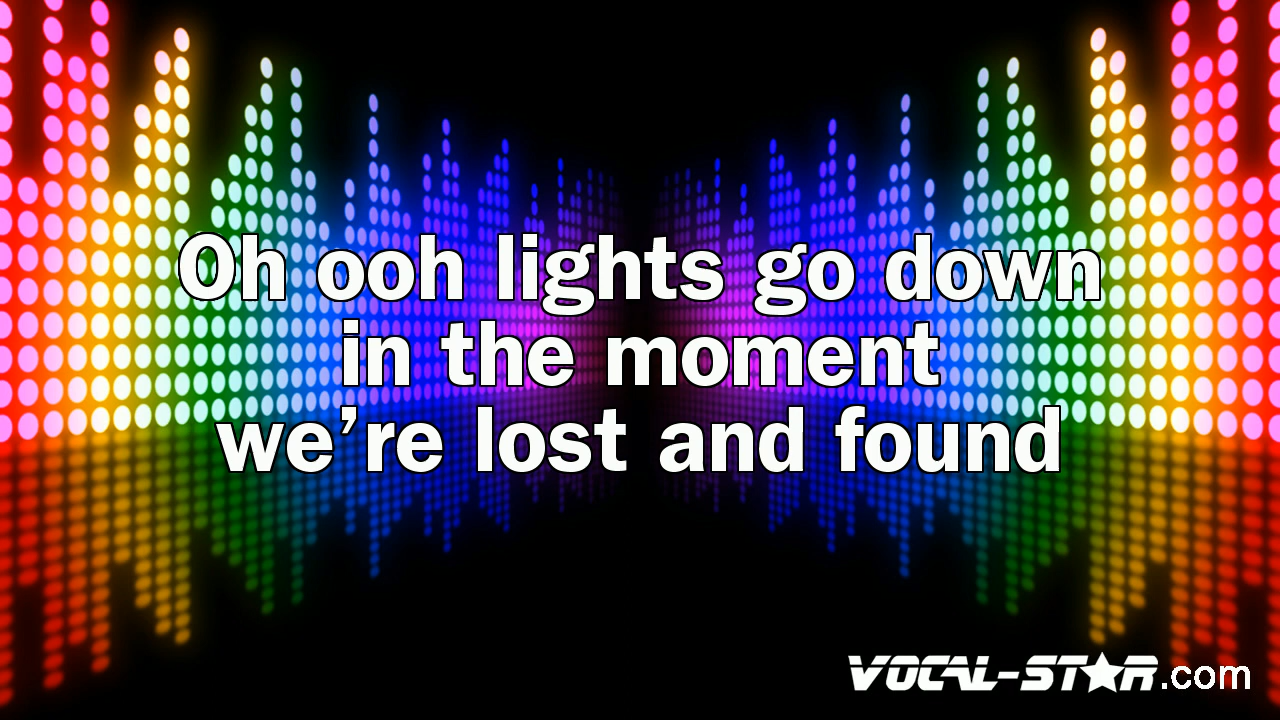 Oh ooh lights go down
in the moment
we’re lost and found
VOCAL-STAR.com